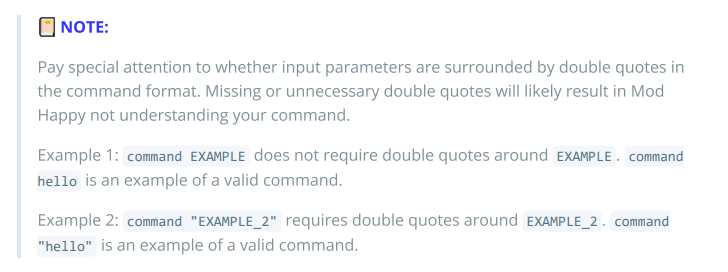 NOTE:
Pay special attention to whether input parameters are surrounded by double quotes in
the command format. Missing or unnecessary double quotes will likely result in Mod
Happy not understanding your command.
Example 1: command EXAMPLE does not require double quotes around EXAMPLE. command
hello is an example of a valid command.
Example 2: command "EXAMPLE_2" requires double quotes around EXAMPLE_2. command
"hello" is an example of a valid command.